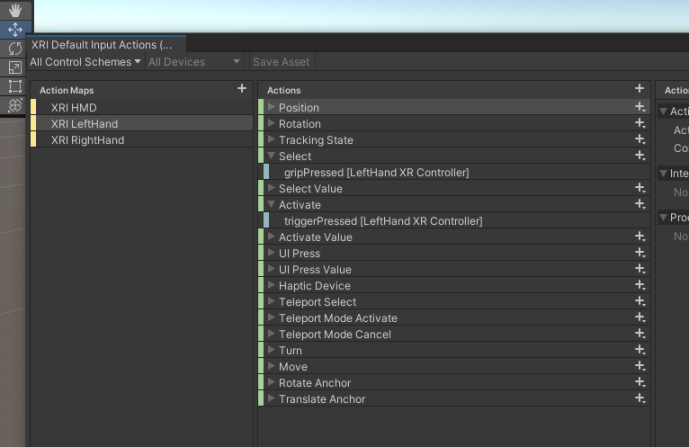 XRI Default Input Actions (...
All Control Schemes All Devices Save Asset
Action Maps
XRI HMD
XRI LeftHand
XRI RightHand
Actions
Position
Rotation
Tracking State
Select
gripPressed [LeftHand XR Controller]
Select Value
Activate
triggerPressed [LeftHand XR Controller]
Activate Value
UI Press
UI Press Value
Haptic Device
Teleport Select
Teleport Mode Activate
Teleport Mode Cancel
Turn
Move
Rotate Anchor
Translate Anchor
Action
Acti
Act
Co
Inte
No
Proc
No